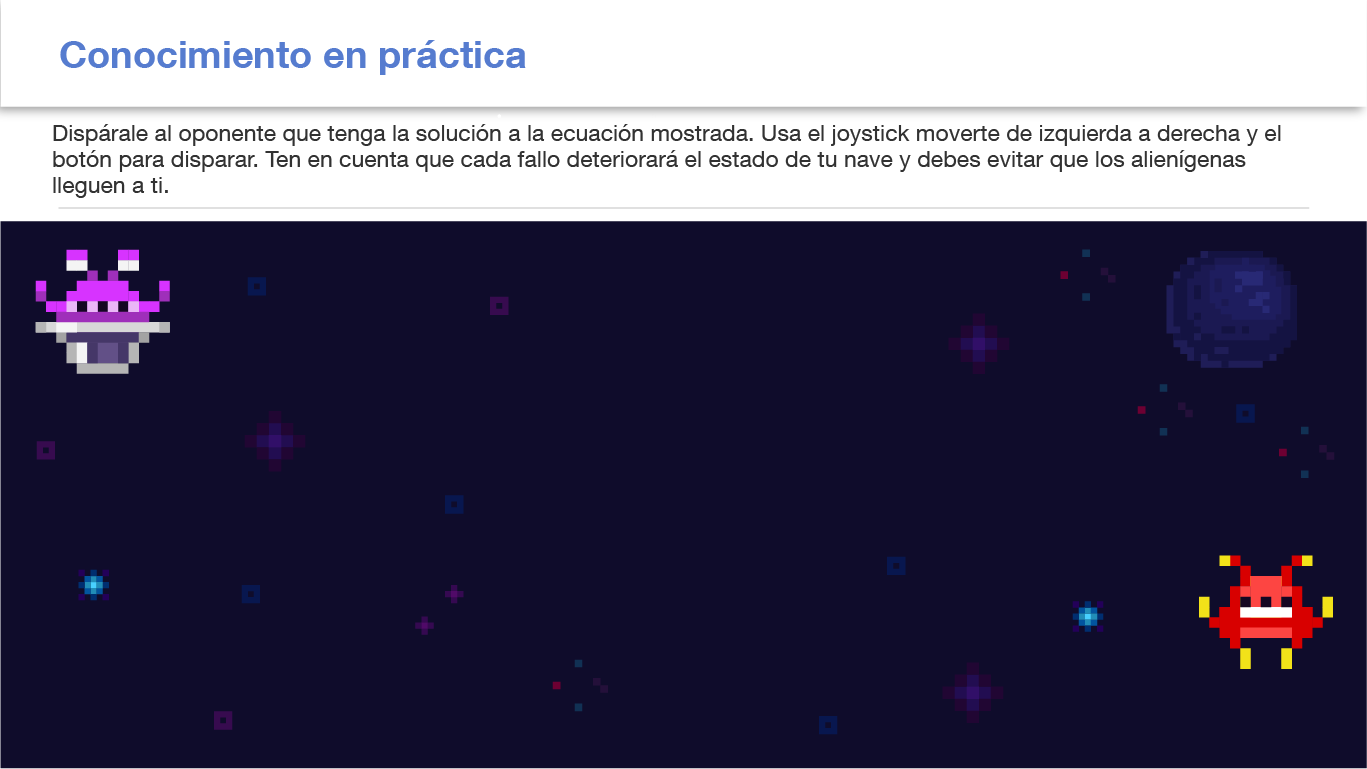 Conocimiento en práctica
Dispárale al oponente que tenga la solución a la ecuación mostrada. Usa el joystick moverte de izquierda a derecha y el
botón para disparar. Ten en cuenta que cada fallo deteriorará el estado de tu nave y debes evitar que los alienígenas
lleguen a ti.